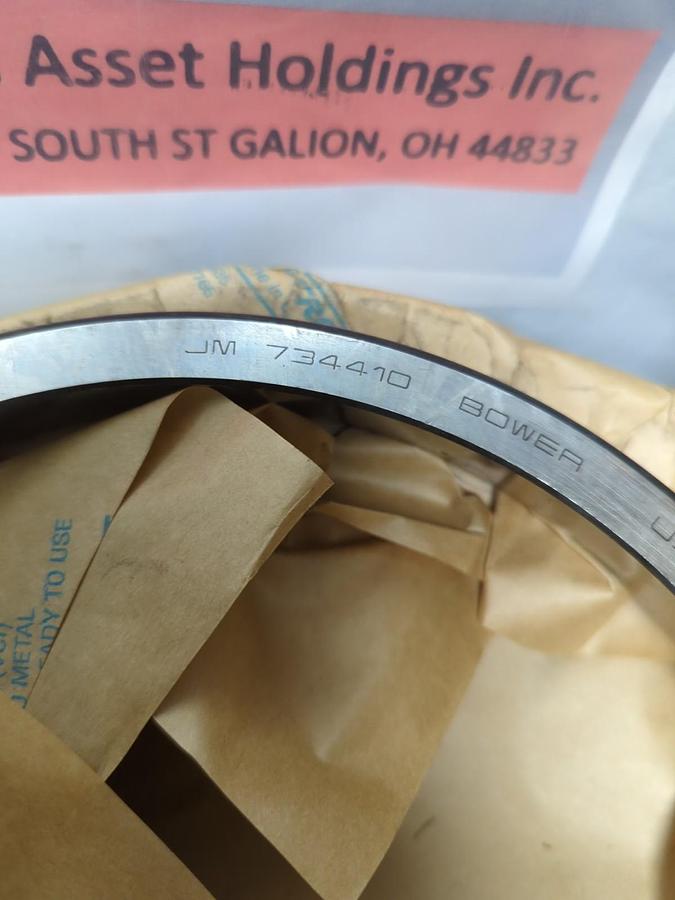 Asset Holdings Inc.
SOUTH ST GALION, OH 44833
JM 734410 BOWER
READY TO USE
METAL